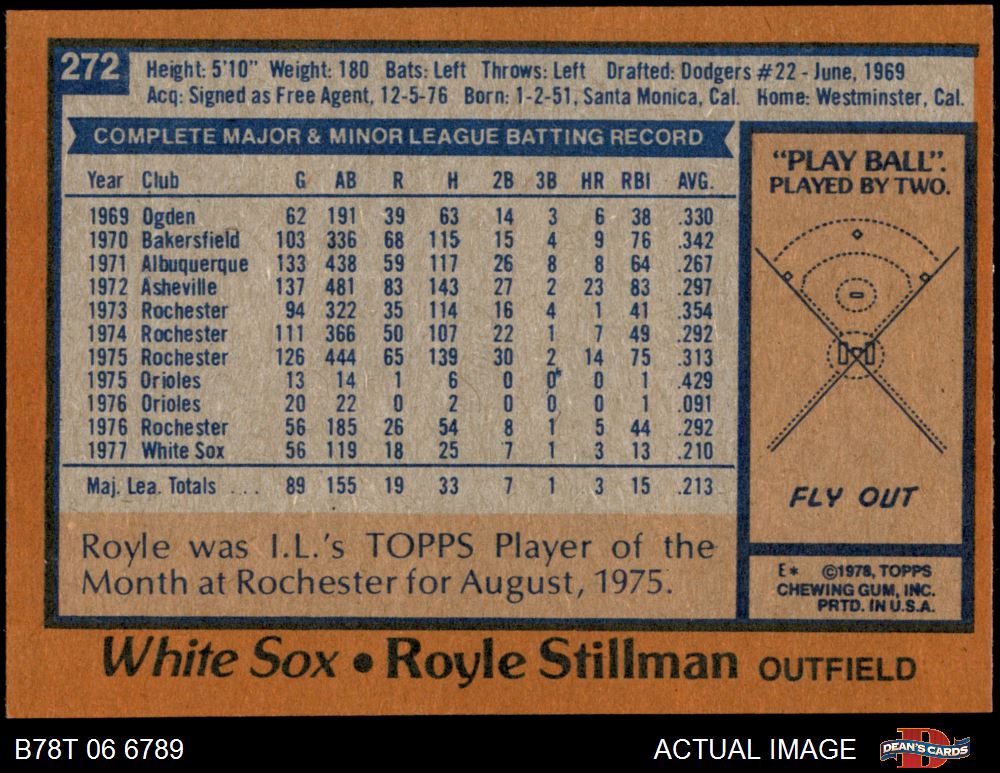 272
Height: 5'10" Weight: 180 Bats: Left Throws: Left Drafted: Dodgers #22 - June, 1969
Acq: Signed as Free Agent, 12-5-76 Born: 1-2-51, Santa Monica, Cal. Home: Westminster, Cal.
COMPLETE MAJOR & MINOR LEAGUE BATTING RECORD
Year Club G AB R H 2B 3B HR RBI AVG.
1969 Ogden 62 191 39 63 14 3 6 38 .330
1970 Bakersfield 103 336 68 115 15 4 9 76 .342
1971 Albuquerque 133 438 59 117 26 8 8 64 .267
1972 Asheville 137 481 83 143 27 2 23 83 .297
1973 Rochester 94 322 35 114 16 4 1 41 .354
1974 Rochester 111 366 50 107 22 1 7 49 .292
1975 Rochester 126 444 65 139 30 2 14 75 .313
1975 Orioles 13 14 1 6 0 0 0 1 .429
1976 Orioles 20 22 0 2 0 0 0 1 .091
1976 Rochester 56 185 26 54 8 1 5 44 .292
1977 White Sox 56 119 18 25 7 1 3 13 .210
Maj. Lea. Totals ... 89 155 19 33 7 1 3 15 .213
Royle was I.L.'s TOPPS Player of the
Month at Rochester for August, 1975.
"PLAY BALL".
PLAYED BY TWO.
FLY OUT
E* ©1978, TOPPS
CHEWING GUM, INC.
PRTD. IN U.S.A.
White Sox • Royle Stillman OUTFIELD
B78T 06 6789
ACTUAL IMAGE
DEAN'S CARDS